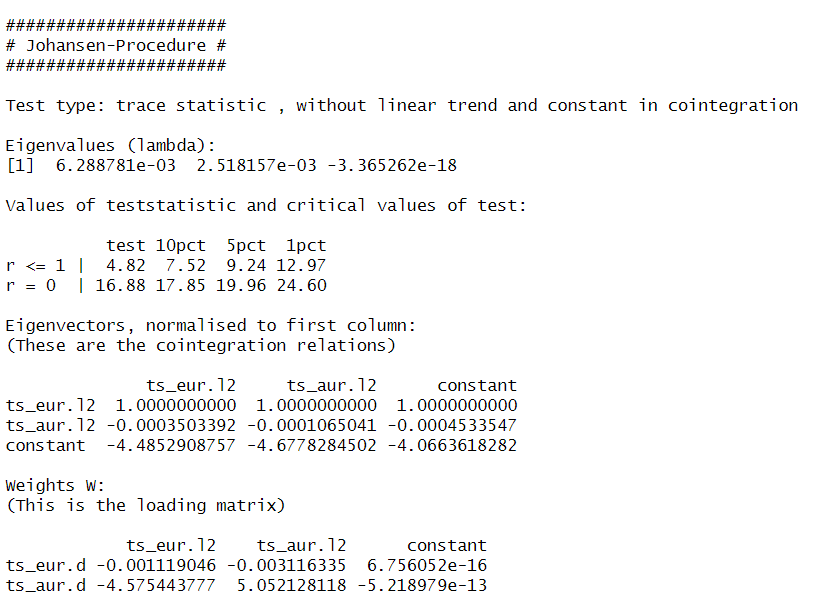 ######################
# Johansen-Procedure #
######################
Test type: trace statistic , without linear trend and constant in cointegration
Eigenvalues (lambda):
[1]  6.288781e-03  2.518157e-03 -3.365262e-18
Values of teststatistic and critical values of test:
          test 10pct  5pct  1pct
r <= 1 |  4.82  7.52  9.24 12.97
r = 0  | 16.88 17.85 19.96 24.60
Eigenvectors, normalised to first column:
(These are the cointegration relations)
              ts_eur.l2     ts_aur.l2      constant
ts_eur.l2  1.0000000000  1.0000000000  1.0000000000
ts_aur.l2 -0.0003503392 -0.0001065041 -0.0004533547
constant  -4.4852908757 -4.6778284502 -4.0663618282
Weights W:
(This is the loading matrix)
            ts_eur.l2    ts_aur.l2      constant
ts_eur.d -0.001119046 -0.003116335  6.756052e-16
ts_aur.d -4.575443777  5.052128118 -5.218979e-13